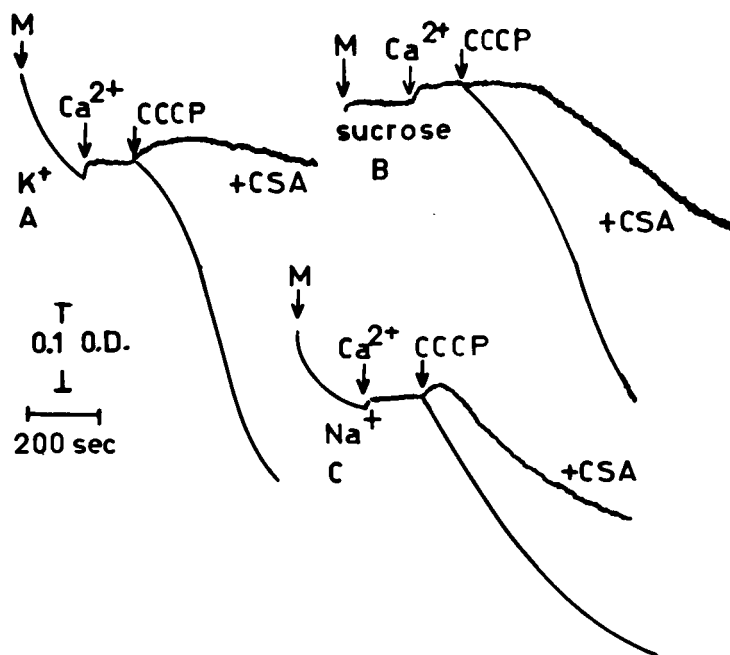 M
Ca2+
CCCP
K+
A
+CSA
M
Ca2+
CCCP
sucrose
B
+CSA
M
Ca2+
CCCP
Na+
C
+CSA
0.1 O.D.
200 sec